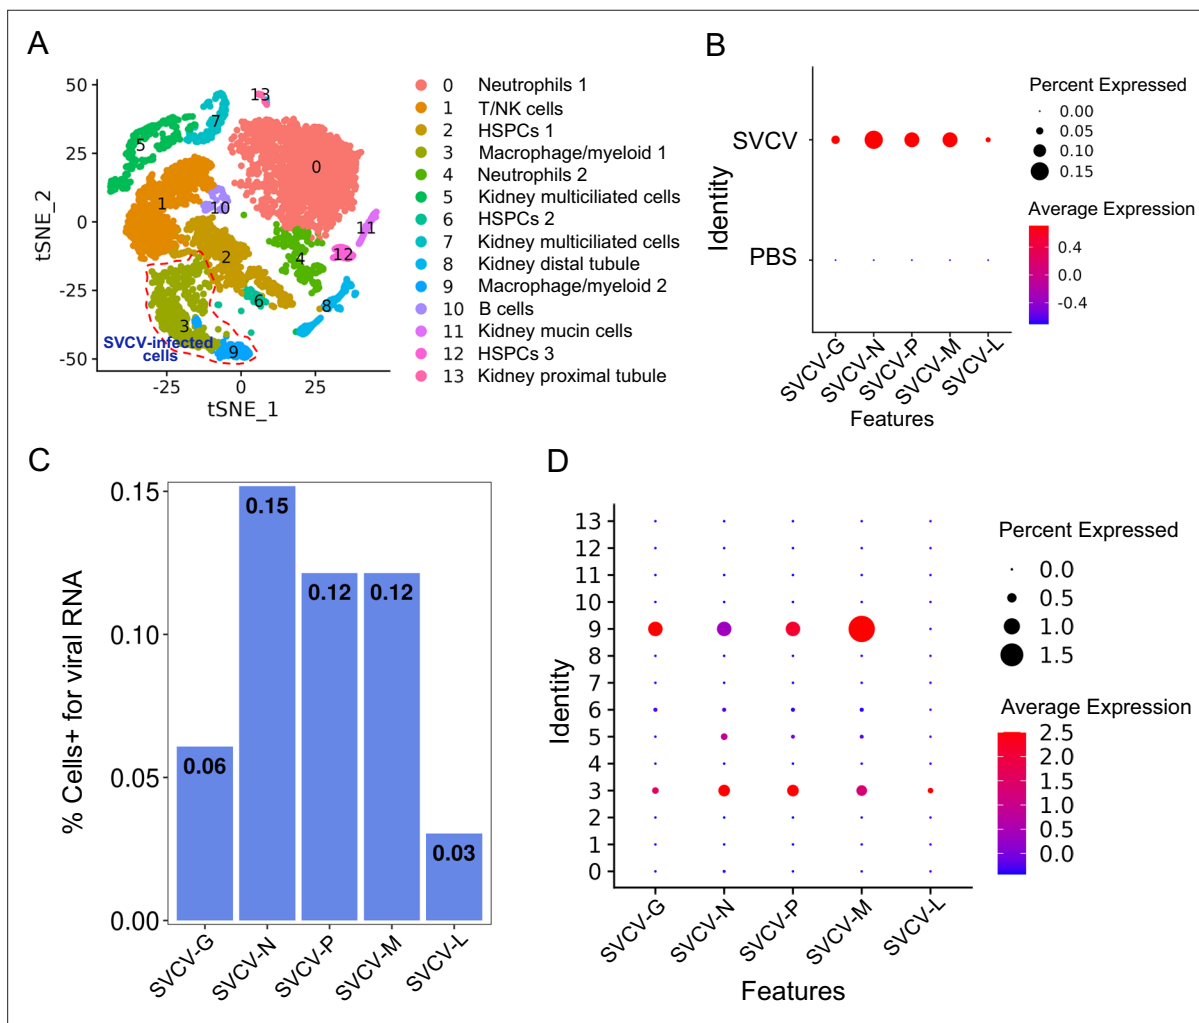 A
50
25
0
-25
-50
tSNE_2
-25
0
25
tSNE_1
13
7
5
0
1
10
11
2
12
4
6
8
3
9
SVCV-infected
cells
0 Neutrophils 1
1 T/NK cells
2 HSPCs 1
3 Macrophage/myeloid 1
4 Neutrophils 2
5 Kidney multiciliated cells
6 HSPCs 2
7 Kidney multiciliated cells
8 Kidney distal tubule
9 Macrophage/myeloid 2
10 B cells
11 Kidney mucin cells
12 HSPCs 3
13 Kidney proximal tubule
B
Identity
SVCV
PBS
SVCV-G
SVCV-N
SVCV-P
SVCV-M
SVCV-L
Features
Percent Expressed
0.00
0.05
0.10
0.15
Average Expression
0.4
0.0
-0.4
C
% Cells+ for viral RNA
0.15
0.10
0.05
0.00
0.06
0.15
0.12
0.12
0.03
SVCV-G
SVCV-N
SVCV-P
SVCV-M
SVCV-L
D
Identity
13
12
11
10
9
8
7
6
5
4
3
2
1
0
SVCV-G
SVCV-N
SVCV-P
SVCV-M
SVCV-L
Features
Percent Expressed
0.0
0.5
1.0
1.5
Average Expression
2.5
2.0
1.5
1.0
0.5
0.0